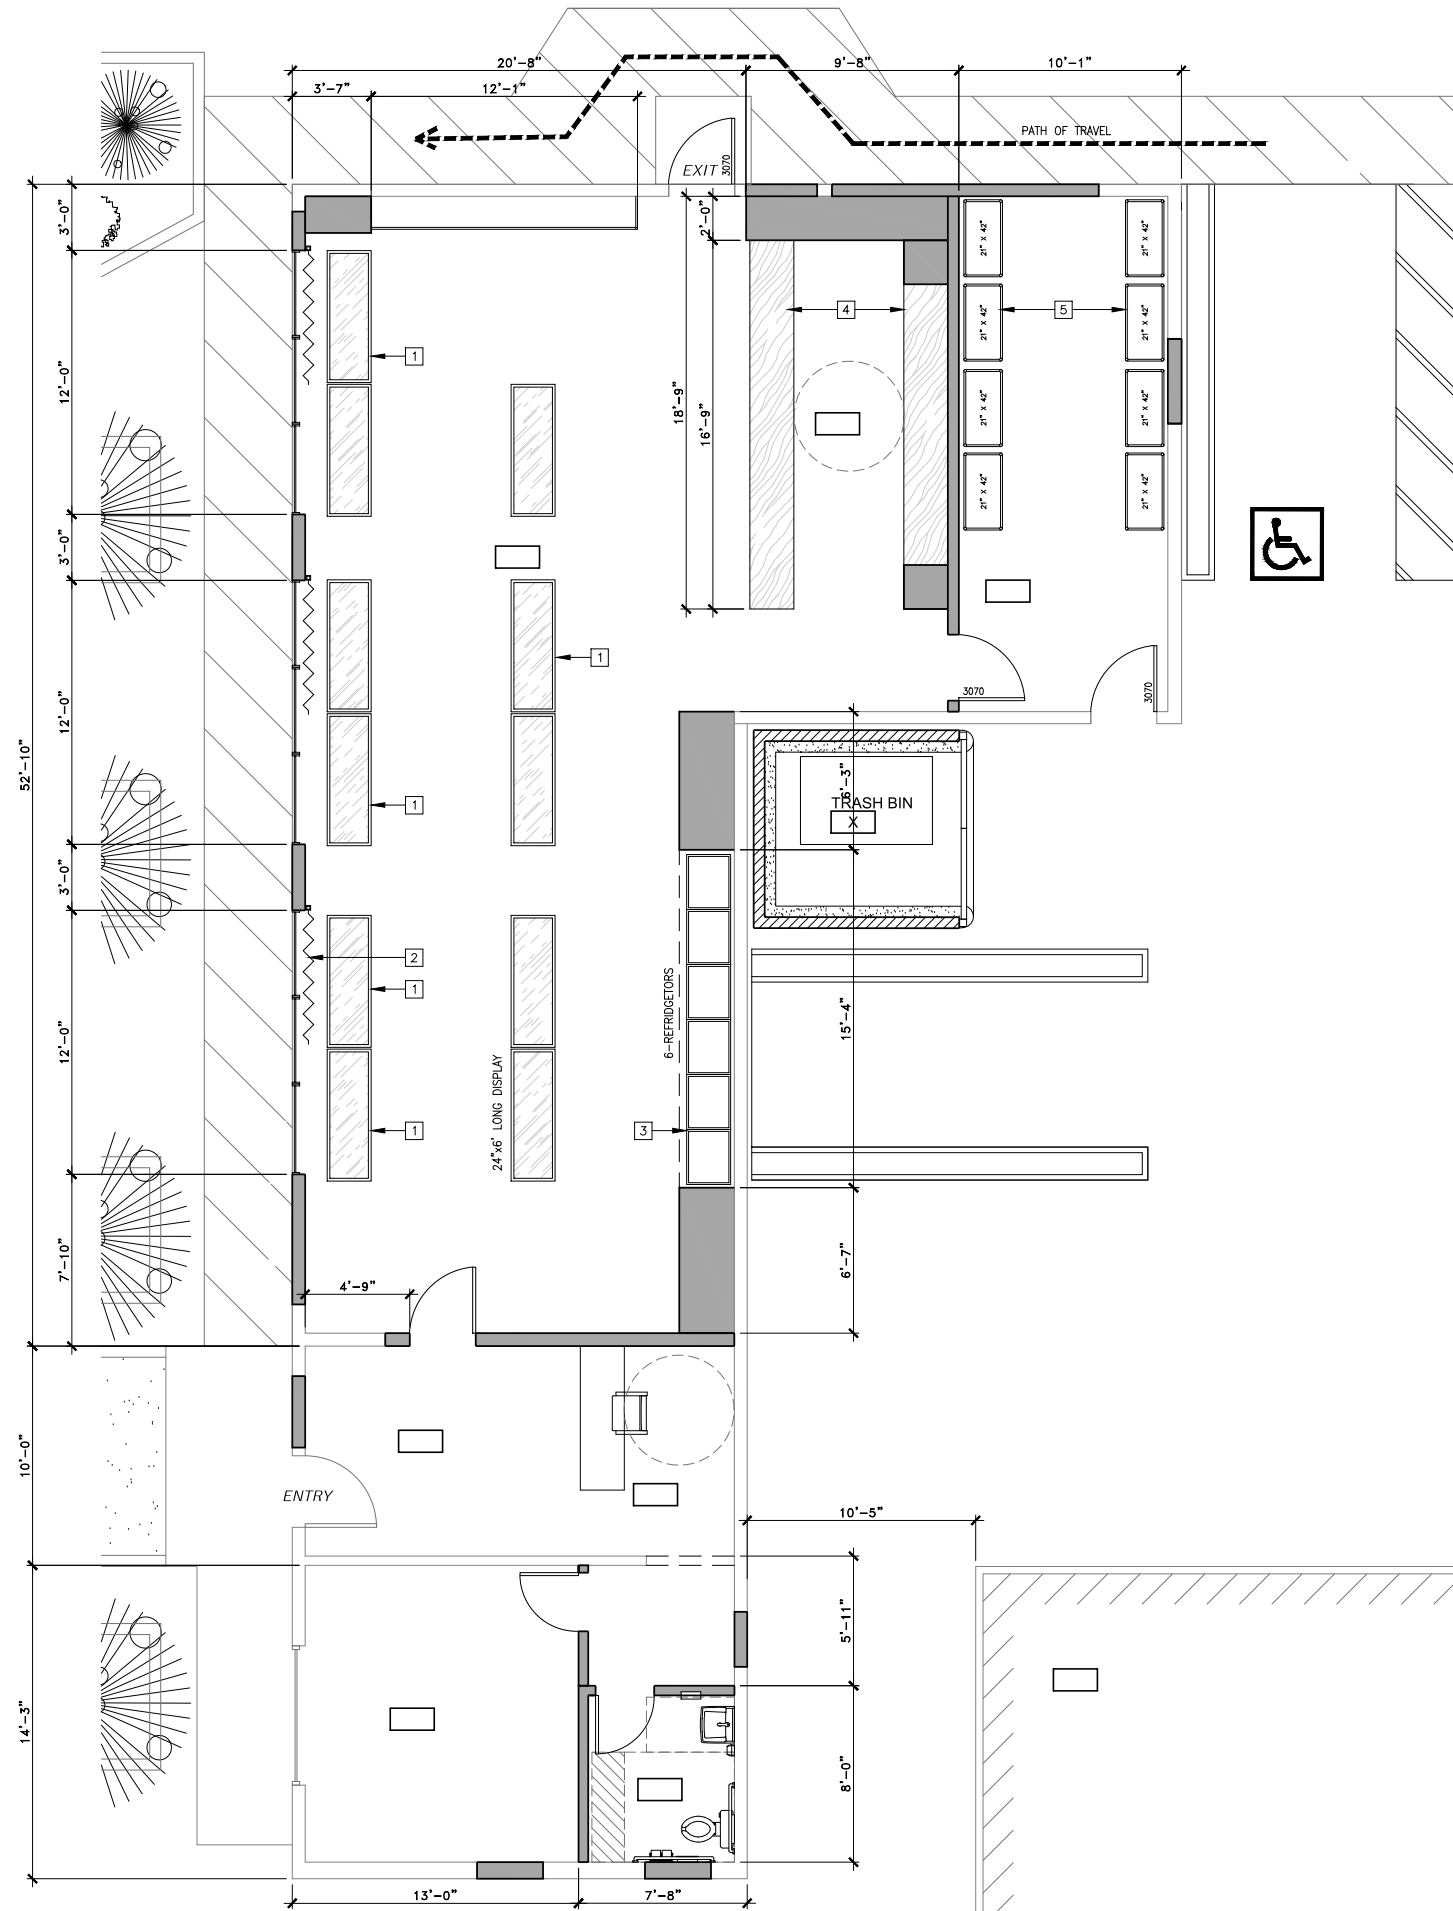 20'-8"
9'-8"
10'-1"
3'-7"
12'-1"
PATH OF TRAVEL
EXIT
3070
3'-0"
2'-0"
21" X 42"
21" X 42"
4
5
21" X 42"
21" X 42"
1
12'-0"
18'-9"
16'-9"
21" X 42"
21" X 42"
21" X 42"
21" X 42"
3'-0"
1
3070
3070
12'-0"
52'-10"
6'-3"
TRASH BIN
X
1
3'-0"
2
1
6-REFRIDGETORS
15'-4"
12'-0"
24"x6' LONG DISPLAY
1
3
7'-10"
6'-7"
4'-9"
10'-0"
ENTRY
10'-5"
5'-11"
14'-3"
8'-0"
13'-0"
7'-8"